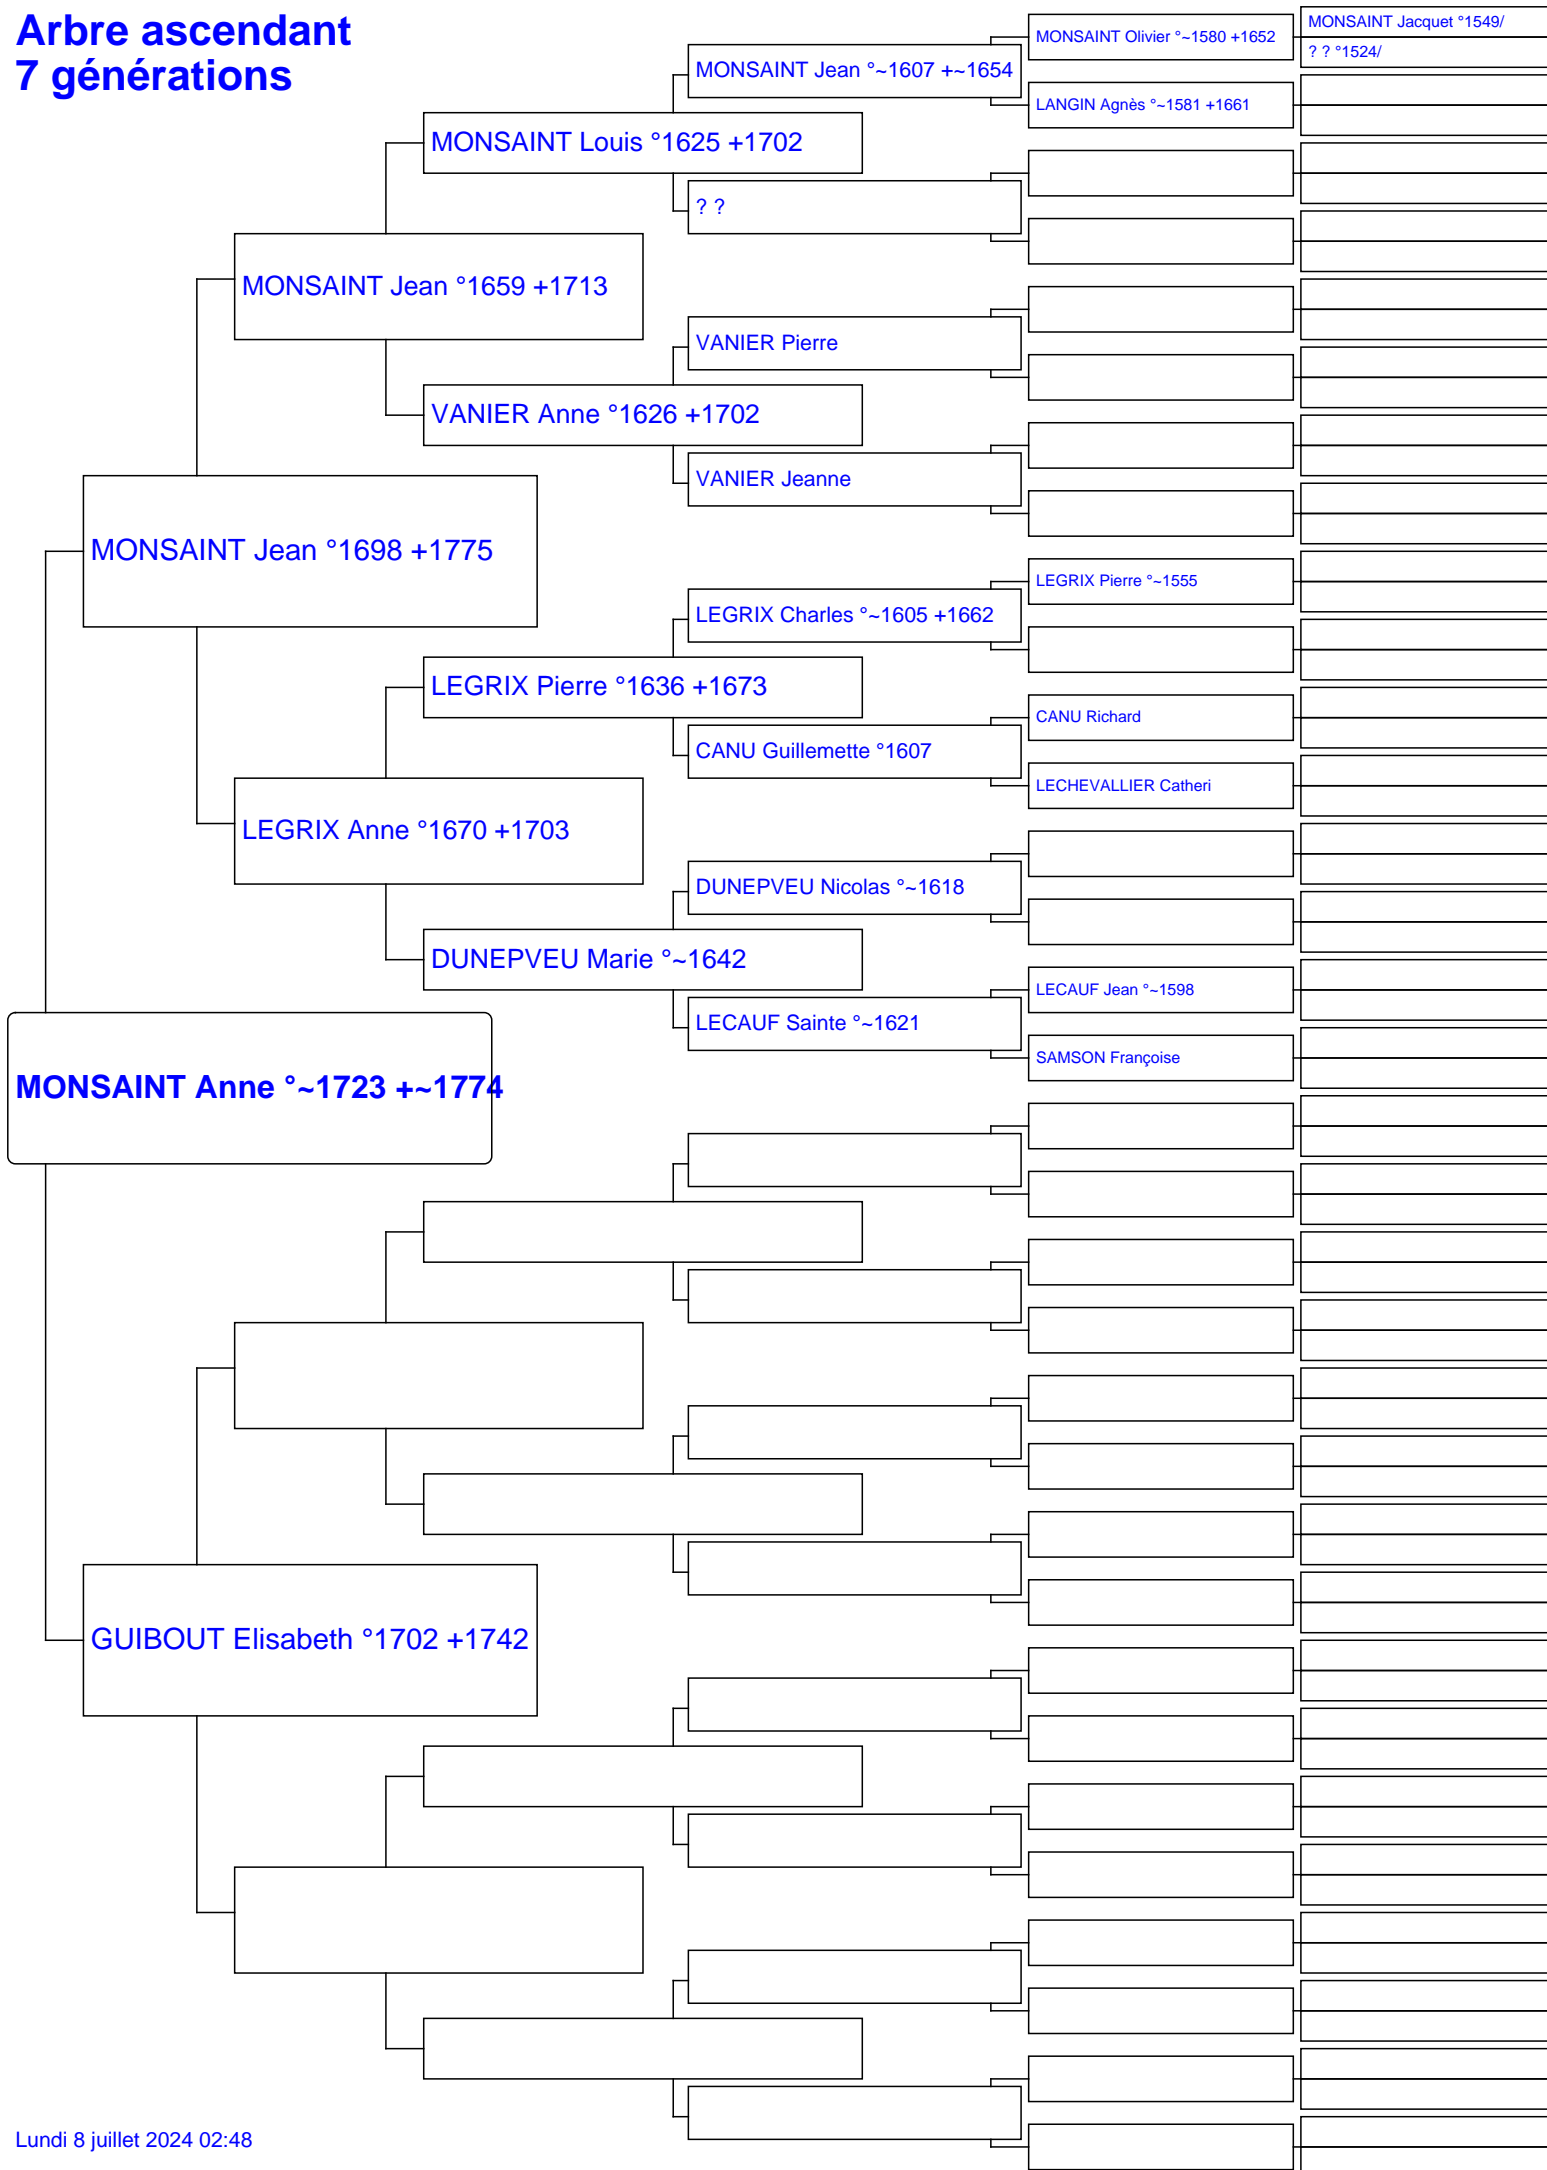 Arbre ascendant
7 générations
MONSAINT Jacquet °1549/
? ? °1524/
MONSAINT Olivier °~1580 +1652
MONSAINT Jean °~1607 +~1654
LANGIN Agnès °~1581 +1661
MONSAINT Louis °1625 +1702
? ?
MONSAINT Jean °1659 +1713
VANIER Pierre
VANIER Anne °1626 +1702
VANIER Jeanne
MONSAINT Jean °1698 +1775
LEGRIX Pierre °~1555
LEGRIX Charles °~1605 +1662
LEGRIX Pierre °1636 +1673
CANU Richard
CANU Guillemette °1607
LECHEVALLIER Catheri
LEGRIX Anne °1670 +1703
DUNEPVEU Nicolas °~1618
DUNEPVEU Marie °~1642
LECAUF Jean °~1598
LECAUF Sainte °~1621
SAMSON Françoise
MONSAINT Anne °~1723 +~1774
GUIBOUT Elisabeth °1702 +1742
Lundi 8 juillet 2024 02:48